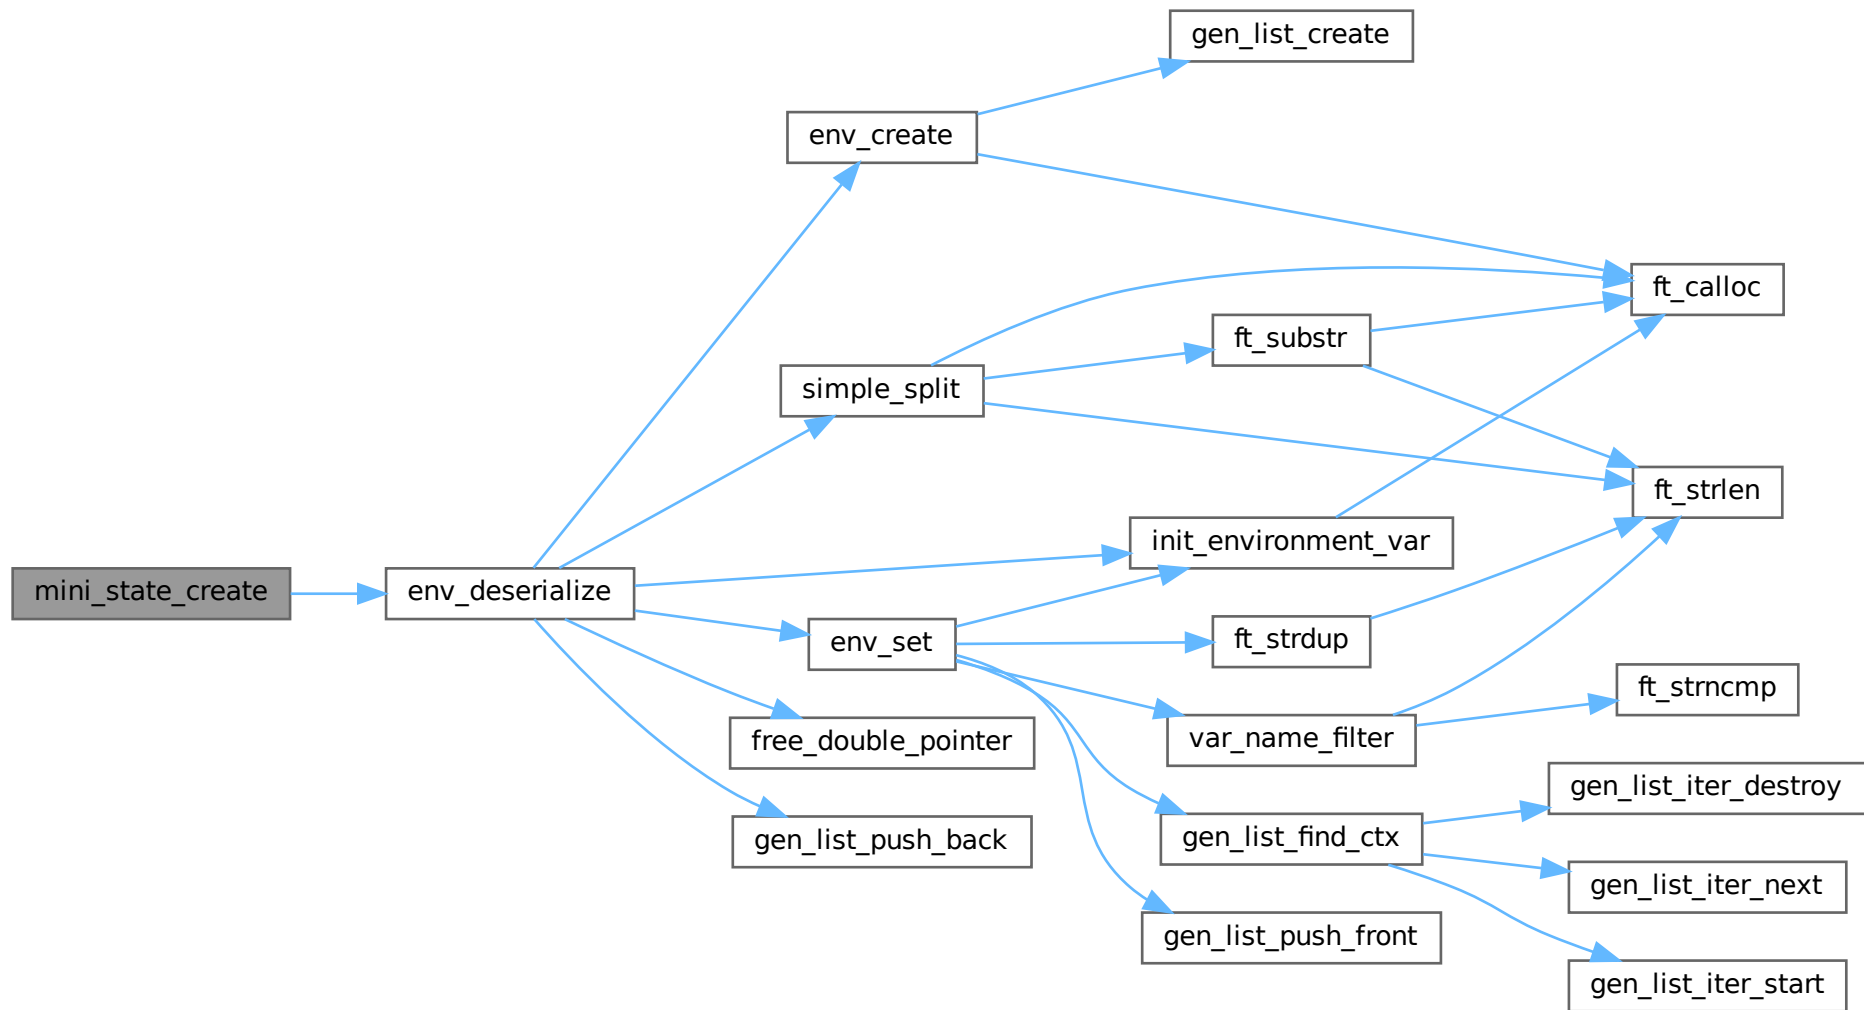 gen_list_create
env_create
ft_calloc
ft_substr
simple_split
ft_strlen
init_environment_var
mini_state_create
env_deserialize
env_set
ft_strdup
ft_strncmp
free_double_pointer
var_name_filter
gen_list_iter_destroy
gen_list_push_back
gen_list_find_ctx
gen_list_iter_next
gen_list_push_front
gen_list_iter_start